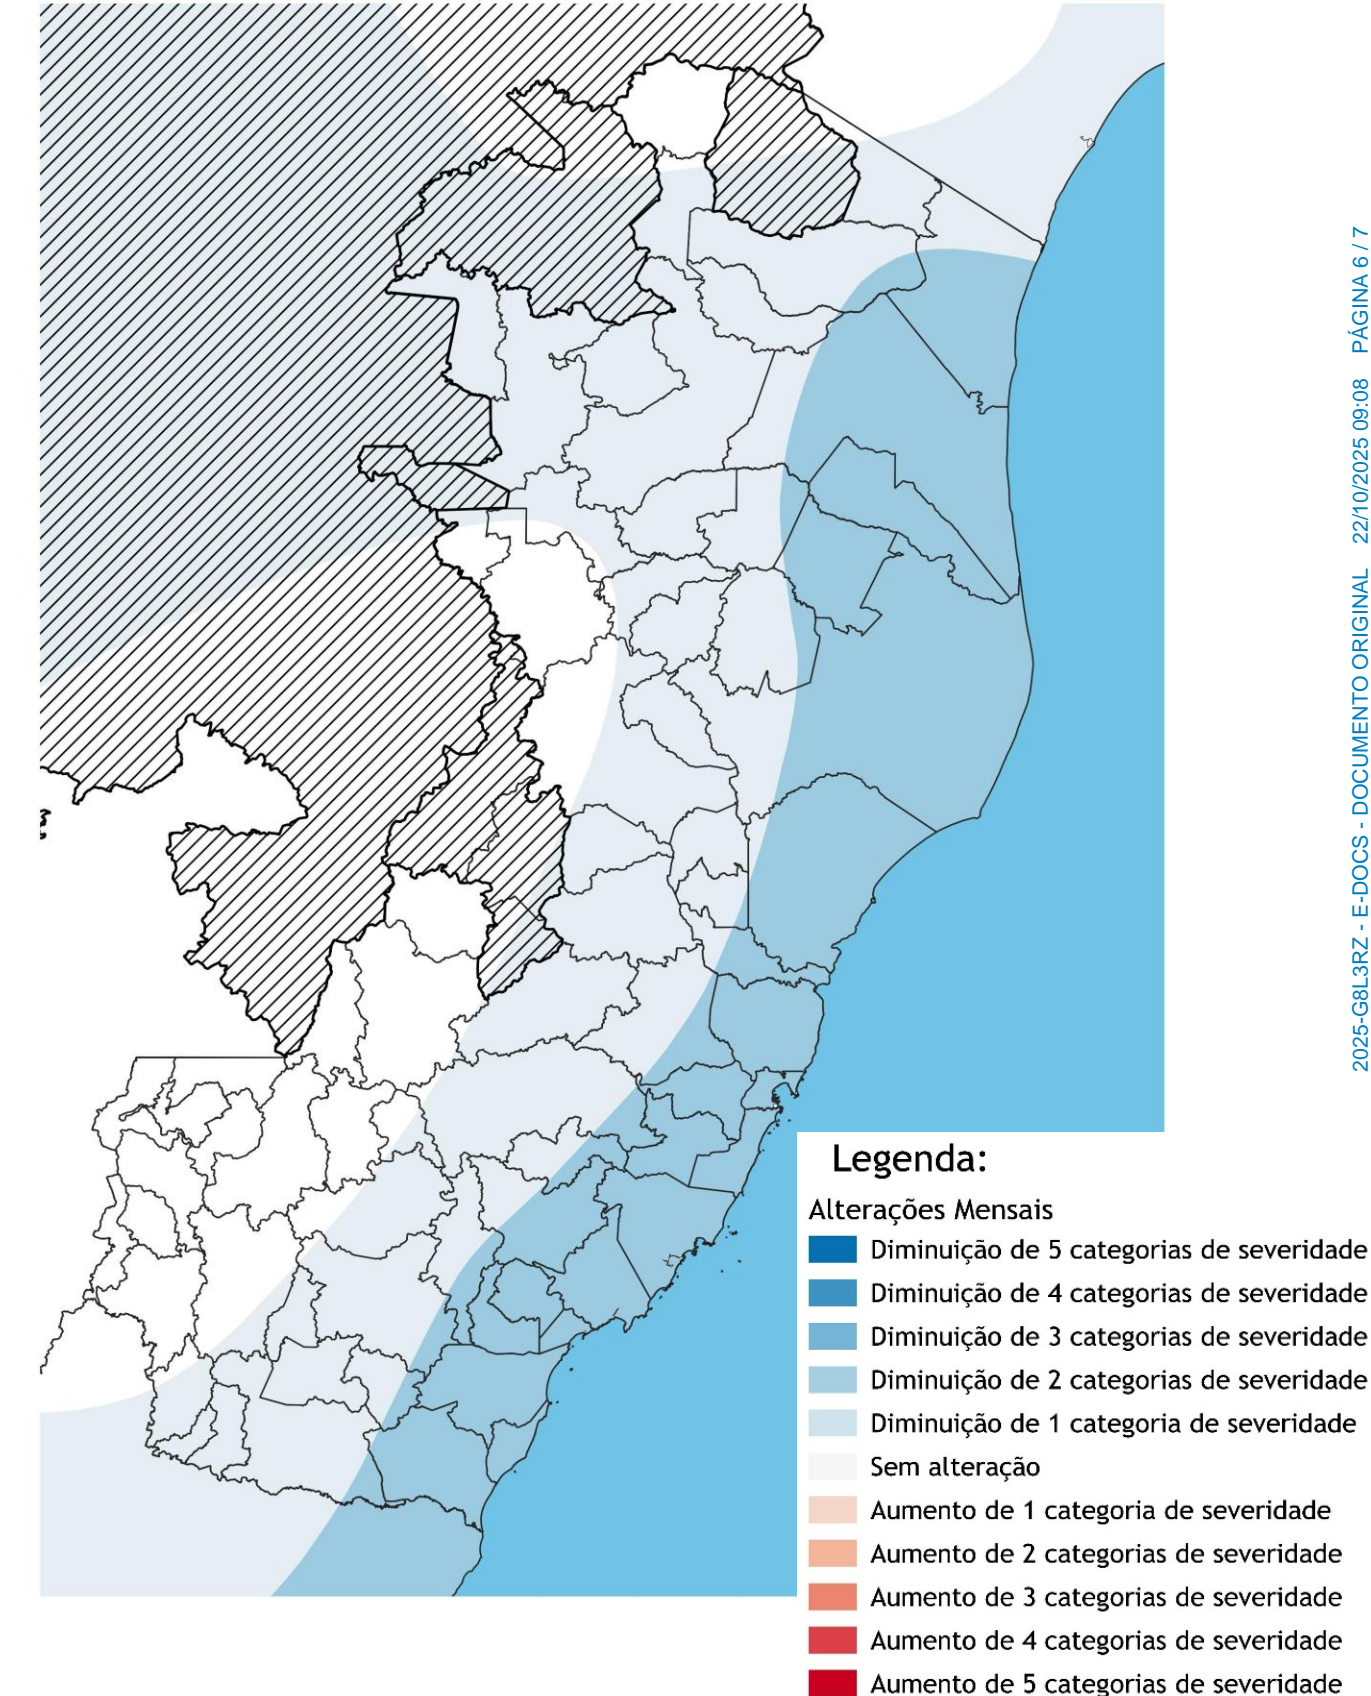 Legenda:
Alterações Mensais
Diminuição de 5 categorias de severidade
Diminuição de 4 categorias de severidade
Diminuição de 3 categorias de severidade
Diminuição de 2 categorias de severidade
Diminuição de 1 categoria de severidade
Sem alteração
Aumento de 1 categoria de severidade
Aumento de 2 categorias de severidade
Aumento de 3 categorias de severidade
Aumento de 4 categorias de severidade
Aumento de 5 categorias de severidade
2025-G8L3RZ - E-DOCS - DOCUMENTO ORIGINAL 22/10/2025 09:08 PÁGINA 6 / 7